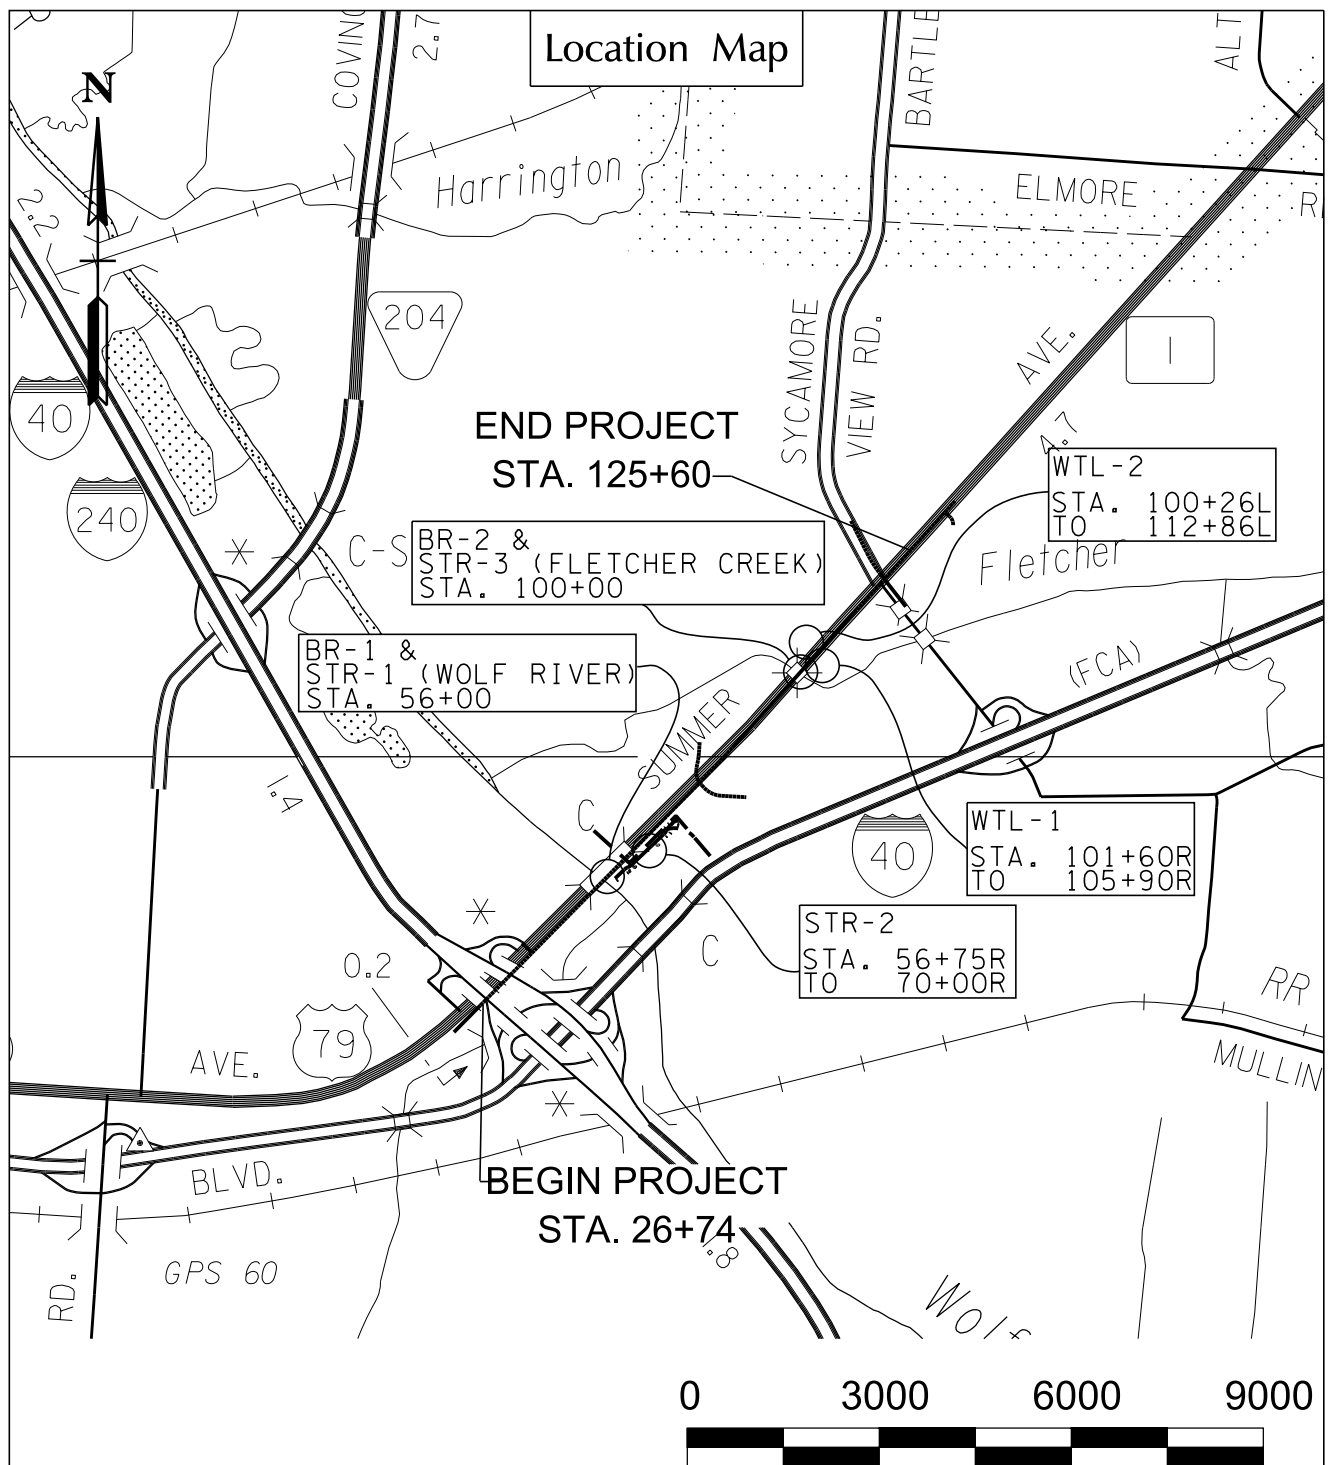 Location Map
N
COVING
2.7
BARTLE
ALT
Harrington
ELMORE
2.2
204
SYCAMORE
VIEW RD.
AVE.
1
40
END PROJECT
STA. 125+60
4.7
240
WTL-2
STA. 100+26L
TO 112+86L
C-S
BR-2 &
STR-3 (FLETCHER CREEK)
STA. 100+00
Fletcher
BR-1 &
STR-1 (WOLF RIVER)
STA. 56+00
(FCA)
SUMMER
1.4
C
WTL-1
STA. 101+60R
TO 105+90R
40
STR-2
STA. 56+75R
TO 70+00R
C
0.2
RR
79
AVE.
MULLIN
BLVD.
BEGIN PROJECT
STA. 26+74
.8
GPS 60
RD.
Wolf
0 3000 6000 9000